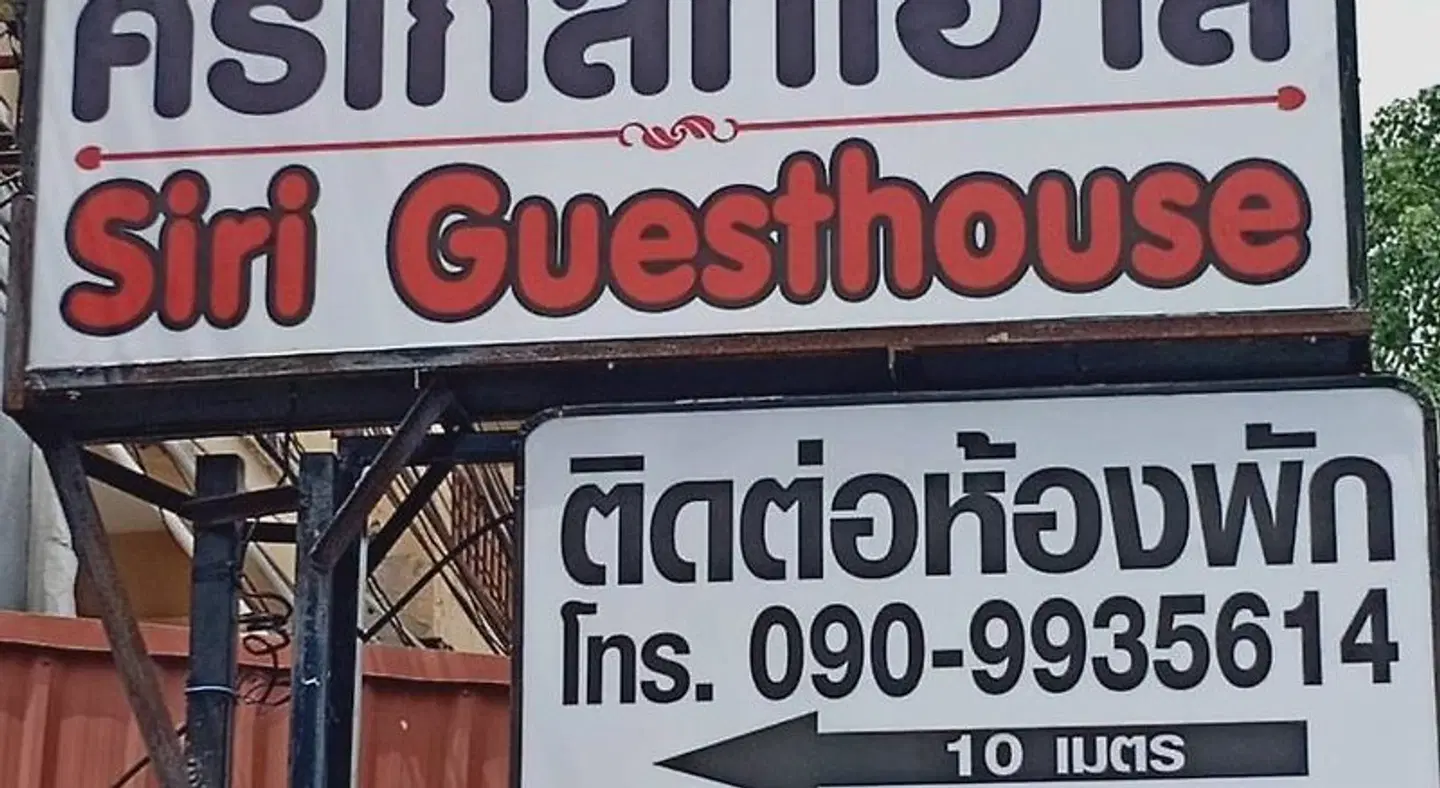 Siri Guesthouse
ติดต่อห้องพัก
โทร. 090-9935614
10 เมตร